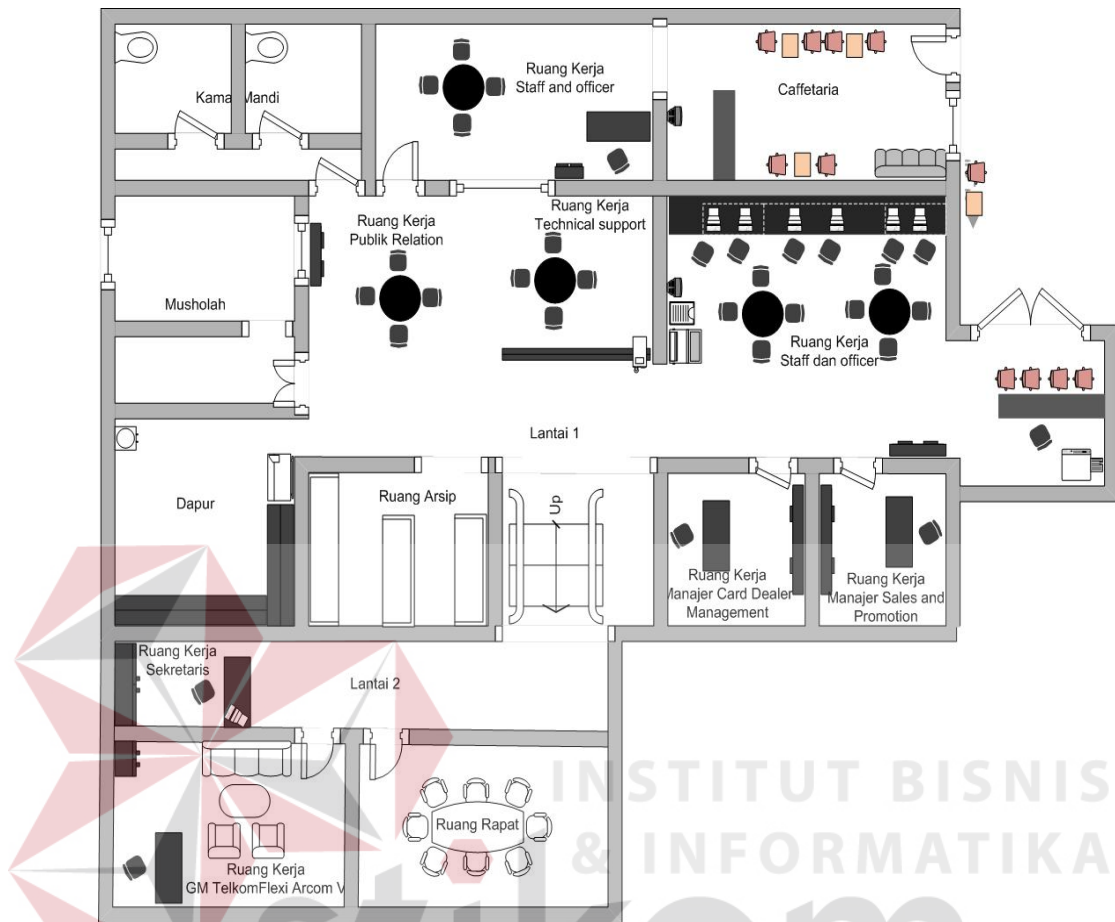 Kamar Mandi
Ruang Kerja
Staff and officer
Caffetaria
Ruang Kerja
Publik Relation
Ruang Kerja
Technical support
Musholah
Ruang Kerja
Staff dan officer
Lantai 1
Dapur
Ruang Arsip
Up
Ruang Kerja
Manajer Card Dealer
Management
Ruang Kerja
Manajer Sales and
Promotion
Ruang Kerja
Sekretaris
Lantai 2
Ruang Rapat
Ruang Kerja
GM TelkomFlexi Arcom V
INSTITUT BISNIS
& INFORMATIKA
stikom